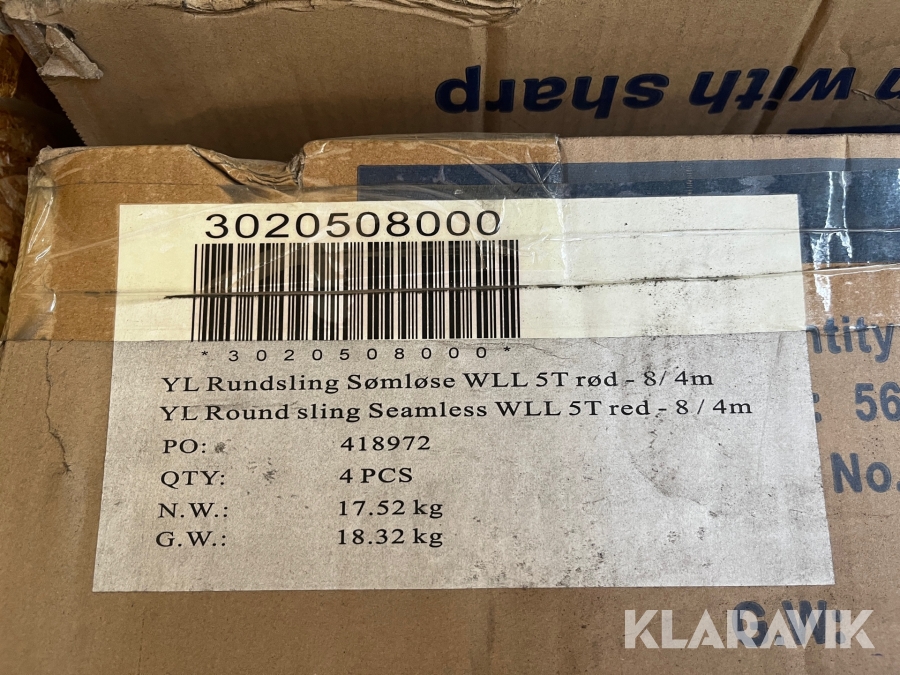 n with sharp
3020508000
*3020508000*
YL Rundsling Sømløse WLL 5T rød - 8/ 4m
YL Round sling Seamless WLL 5T red - 8 / 4m
PO: 418972
QTY: 4 PCS
N.W.: 17.52 kg
G.W.: 18.32 kg
ntity
: 56
No.
G.W:
KLARAVIK